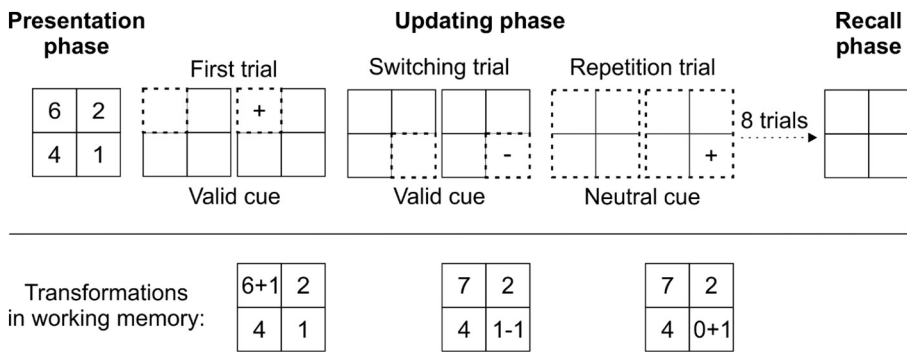 Presentation phase
Updating phase
Recall phase
First trial
Switching trial
Repetition trial
6 2
4 1
+
-
+
8 trials
Valid cue
Valid cue
Neutral cue
Transformations
in working memory:
6+1 2
4 1
7 2
4 1-1
7 2
4 0+1